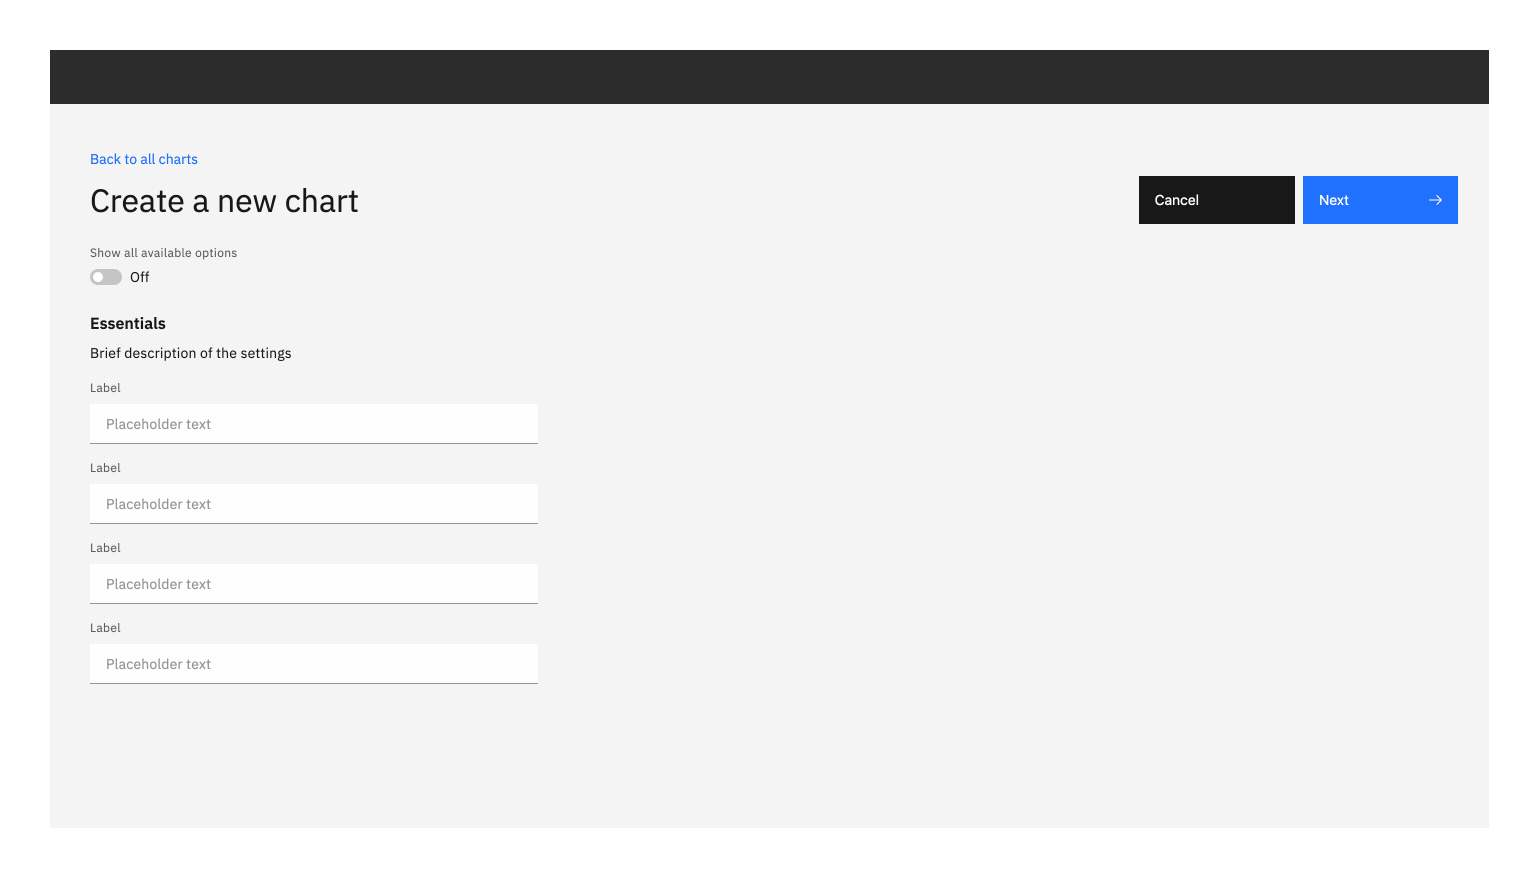 Back to all charts
Create a new chart
Cancel
Next
Show all available options
Off
Essentials
Brief description of the settings
Label
Placeholder text
Label
Placeholder text
Label
Placeholder text
Label
Placeholder text